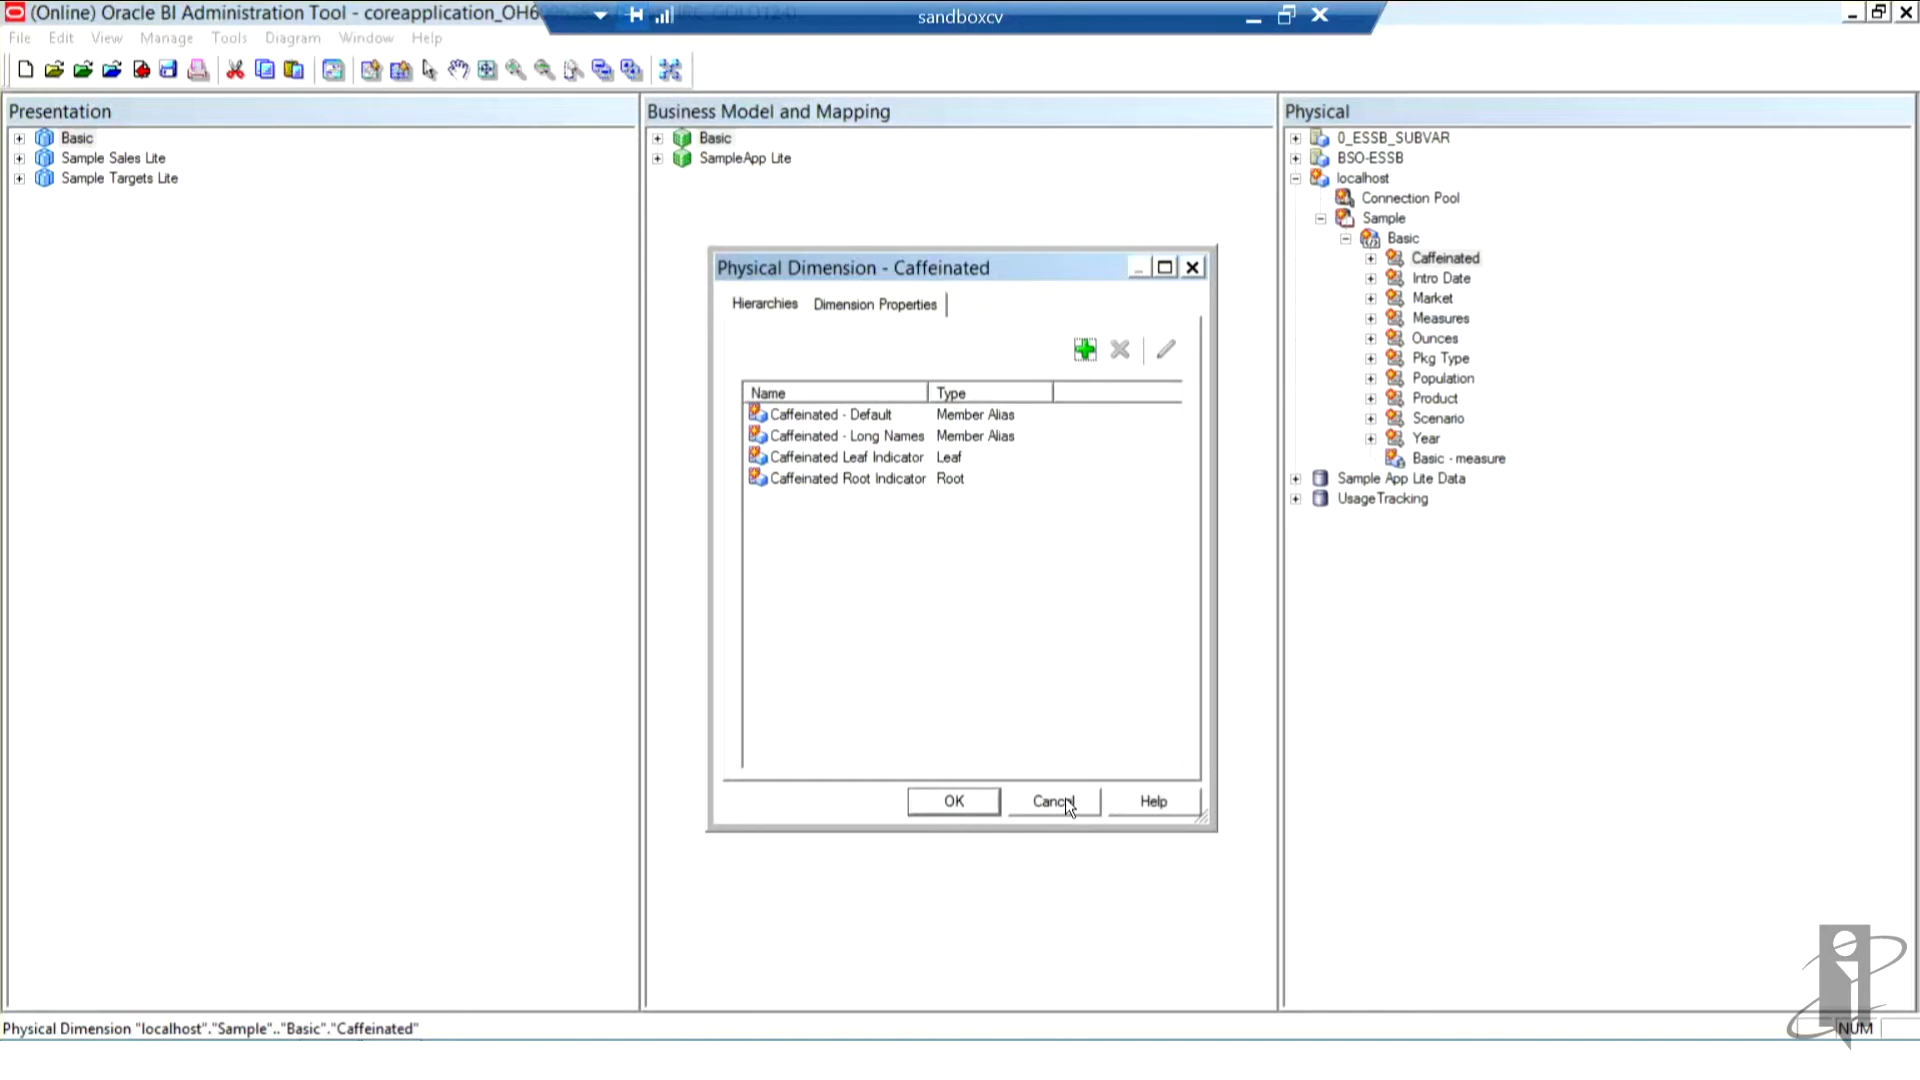 (Online) Oracle BI Administration Tool - coreapplication_OH6
sandboxcv
File Edit View Manage Tools Diagram Window Help
Presentation
Basic
Sample Sales Lite
Sample Targets Lite
Business Model and Mapping
Basic
SampleApp Lite
Physical
0_ESSB_SUBVAR
BSO-ESSB
localhost
Connection Pool
Sample
Basic
Caffeinated
Intro Date
Market
Measures
Ounces
Pkg Type
Population
Product
Scenario
Year
Basic - measure
Sample App Lite Data
UsageTracking
Physical Dimension - Caffeinated
Hierarchies Dimension Properties
Name Type
Caffeinated - Default Member Alias
Caffeinated - Long Names Member Alias
Caffeinated Leaf Indicator Leaf
Caffeinated Root Indicator Root
OK Cancel Help
Physical Dimension "localhost"."Sample".."Basic"."Caffeinated"
NUM